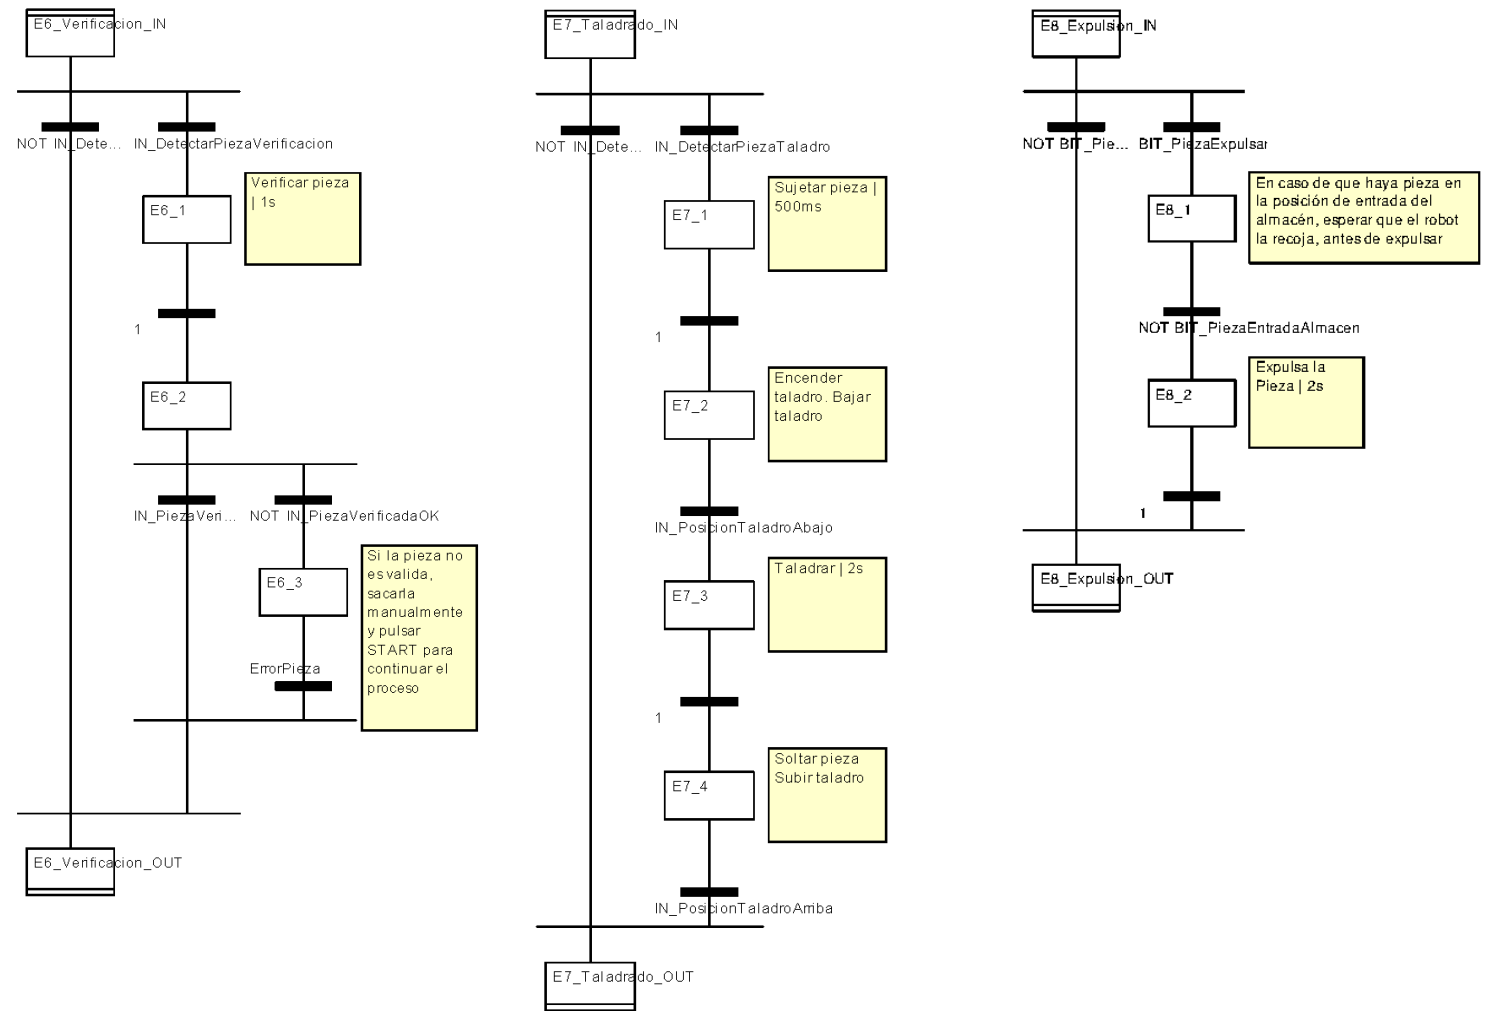 E6_Verificacion_IN
NOT IN_Dete...
IN_DetectarPiezaVerificacion
E6_1
Verificar pieza
| 1s
1
E6_2
IN_PiezaVeri...
NOT IN_PiezaVerificadaOK
E6_3
Si la pieza no
es valida,
sacarla
manualmente
y pulsar
START para
continuar el
proceso
ErrorPieza
E6_Verificacion_OUT
E7_Taladrado_IN
NOT IN_Dete...
IN_DetectarPiezaTaladro
E7_1
Sujetar pieza |
500ms
1
E7_2
Encender
taladro. Bajar
taladro
IN_PosicionTaladroAbajo
E7_3
Taladrar | 2s
1
E7_4
Soltar pieza
Subir taladro
IN_PosicionTaladroArriba
E7_Taladrado_OUT
E8_Expulsion_IN
NOT BIT_Pie...
BIT_PiezaExpulsar
E8_1
En caso de que haya pieza en
la posición de entrada del
almacén, esperar que el robot
la recoja, antes de expulsar
NOT BIT_PiezaEntradaAlmacen
E8_2
Expulsa la
Pieza | 2s
1
E8_Expulsion_OUT